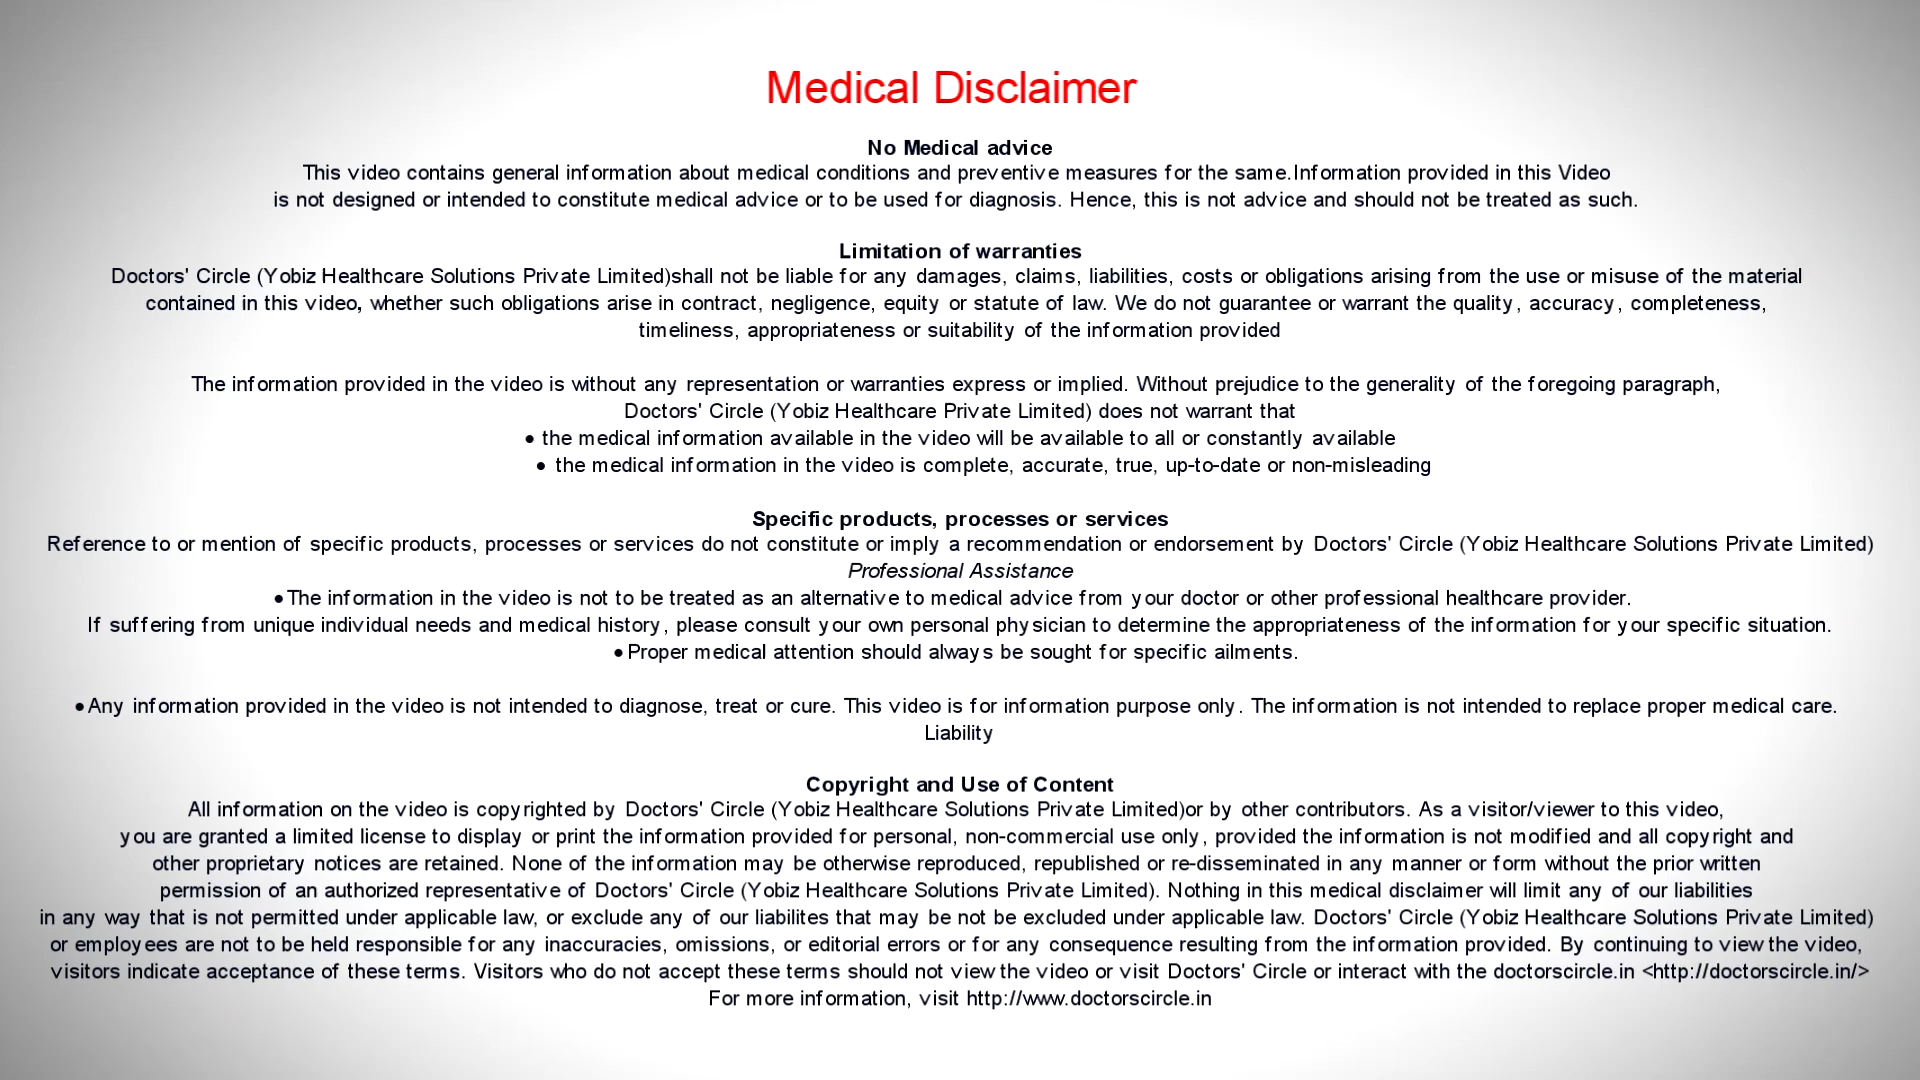 Medical Disclaimer
No Medical advice
This video contains general information about medical conditions and preventive measures for the same.Information provided in this Video
is not designed or intended to constitute medical advice or to be used for diagnosis. Hence, this is not advice and should not be treated as such.
Limitation of warranties
Doctors' Circle (Yobiz Healthcare Solutions Private Limited)shall not be liable for any damages, claims, liabilities, costs or obligations arising from the use or misuse of the material
contained in this video, whether such obligations arise in contract, negligence, equity or statute of law. We do not guarantee or warrant the quality, accuracy, completeness,
timeliness, appropriateness or suitability of the information provided
The information provided in the video is without any representation or warranties express or implied. Without prejudice to the generality of the foregoing paragraph,
Doctors' Circle (Yobiz Healthcare Private Limited) does not warrant that
• the medical information available in the video will be available to all or constantly available
• the medical information in the video is complete, accurate, true, up-to-date or non-misleading
Specific products, processes or services
Reference to or mention of specific products, processes or services do not constitute or imply a recommendation or endorsement by Doctors' Circle (Yobiz Healthcare Solutions Private Limited)
Professional Assistance
•The information in the video is not to be treated as an alternative to medical advice from your doctor or other professional healthcare provider.
If suffering from unique individual needs and medical history, please consult your own personal physician to determine the appropriateness of the information for your specific situation.
•Proper medical attention should always be sought for specific ailments.
•Any information provided in the video is not intended to diagnose, treat or cure. This video is for information purpose only. The information is not intended to replace proper medical care.
Liability
Copyright and Use of Content
All information on the video is copyrighted by Doctors' Circle (Yobiz Healthcare Solutions Private Limited)or by other contributors. As a visitor/viewer to this video,
you are granted a limited license to display or print the information provided for personal, non-commercial use only, provided the information is not modified and all copyright and
other proprietary notices are retained. None of the information may be otherwise reproduced, republished or re-disseminated in any manner or form without the prior written
permission of an authorized representative of Doctors' Circle (Yobiz Healthcare Solutions Private Limited). Nothing in this medical disclaimer will limit any of our liabilities
in any way that is not permitted under applicable law, or exclude any of our liabilites that may be not be excluded under applicable law. Doctors' Circle (Yobiz Healthcare Solutions Private Limited)
or employees are not to be held responsible for any inaccuracies, omissions, or editorial errors or for any consequence resulting from the information provided. By continuing to view the video,
visitors indicate acceptance of these terms. Visitors who do not accept these terms should not view the video or visit Doctors' Circle or interact with the doctorscircle.in <http://doctorscircle.in/>
For more information, visit http://www.doctorscircle.in